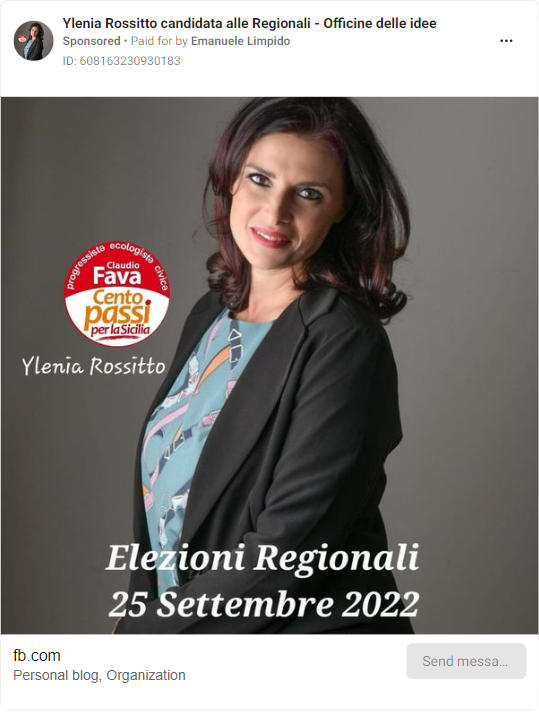 Ylenia Rossitto candidata alle Regionali - Officine delle idee
Sponsored • Paid for by Emanuele Limpido
ID: 608163230930183
progressista ecologista civica
Claudio
Fava
Cento
passi
per la Sicilia
Ylenia Rossitto
Elezioni Regionali
25 Settembre 2022
fb.com
Personal blog, Organization
Send messa...